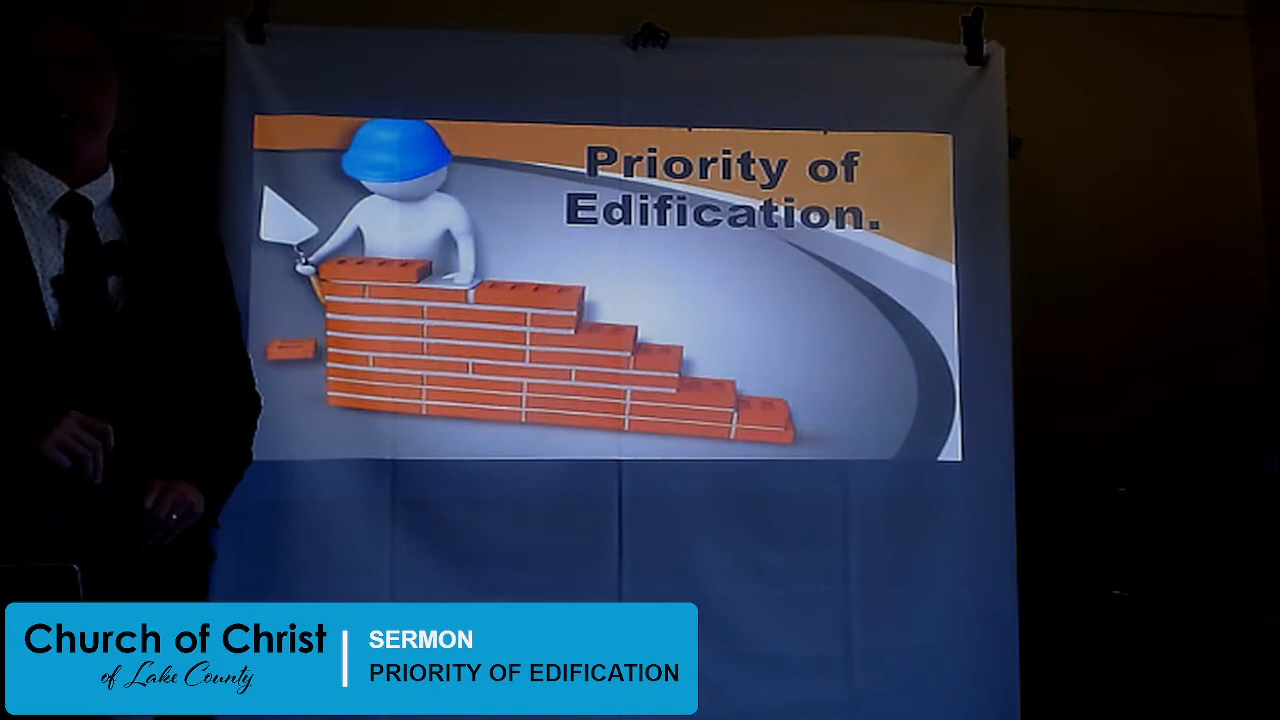 Priority of
Edification.
Church of Christ
of Lake County
SERMON
PRIORITY OF EDIFICATION